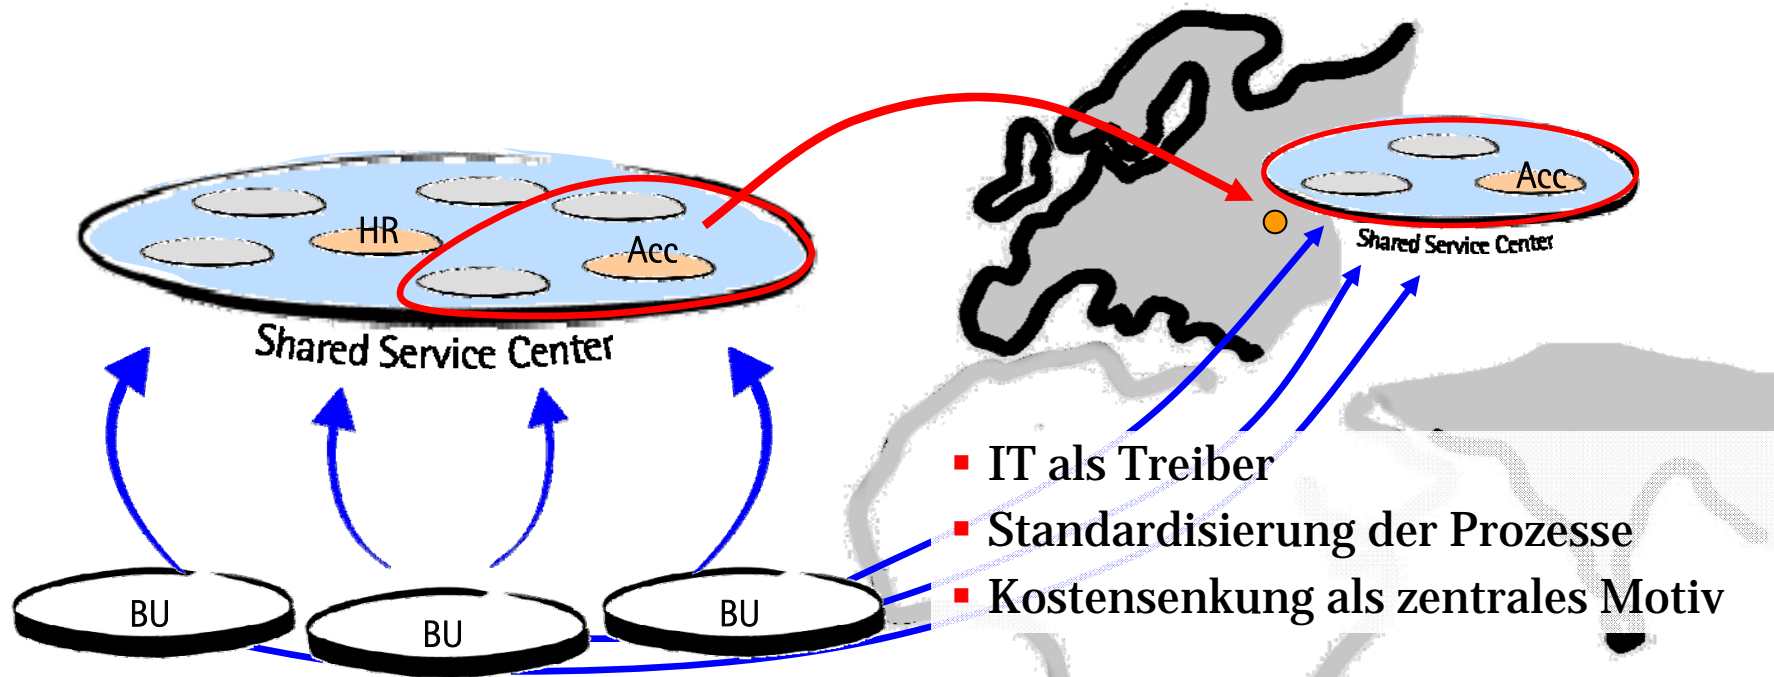 HR
Acc
Shared Service Center
BU
BU
BU
Acc
Shared Service Center
▪ IT als Treiber
▪ Standardisierung der Prozesse
▪ Kostensenkung als zentrales Motiv